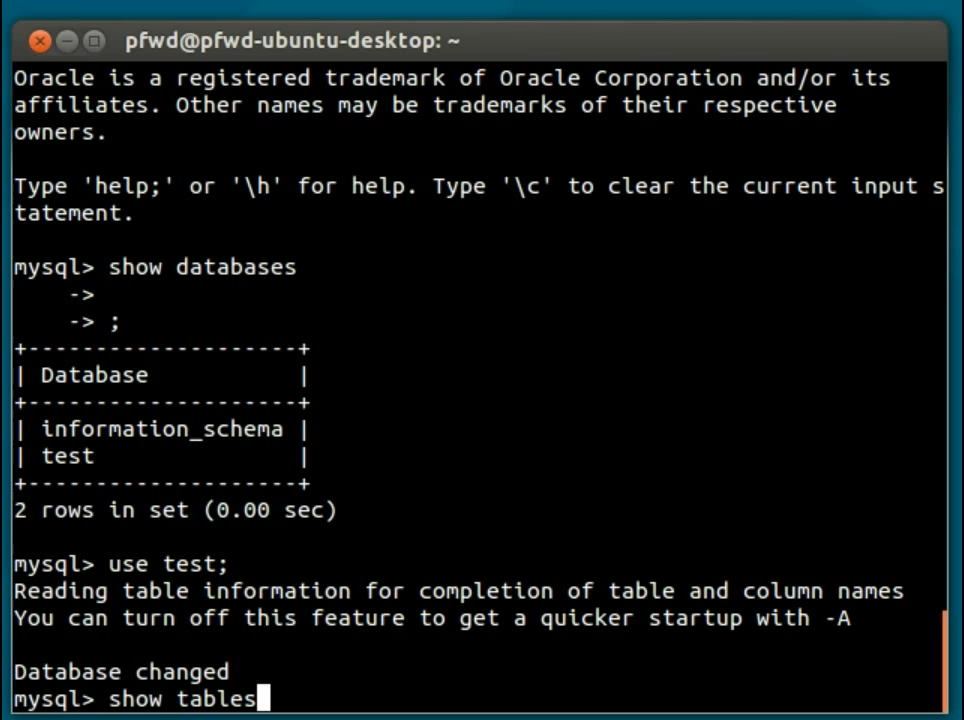 pfwd@pfwd-ubuntu-desktop: ~
Oracle is a registered trademark of Oracle Corporation and/or its
affiliates. Other names may be trademarks of their respective
owners.
Type 'help;' or '\h' for help. Type '\c' to clear the current input s
tatement.
mysql> show databases
    ->
    -> ;
+--------------------+
| Database           |
+--------------------+
| information_schema |
| test               |
+--------------------+
2 rows in set (0.00 sec)
mysql> use test;
Reading table information for completion of table and column names
You can turn off this feature to get a quicker startup with -A
Database changed
mysql> show tables